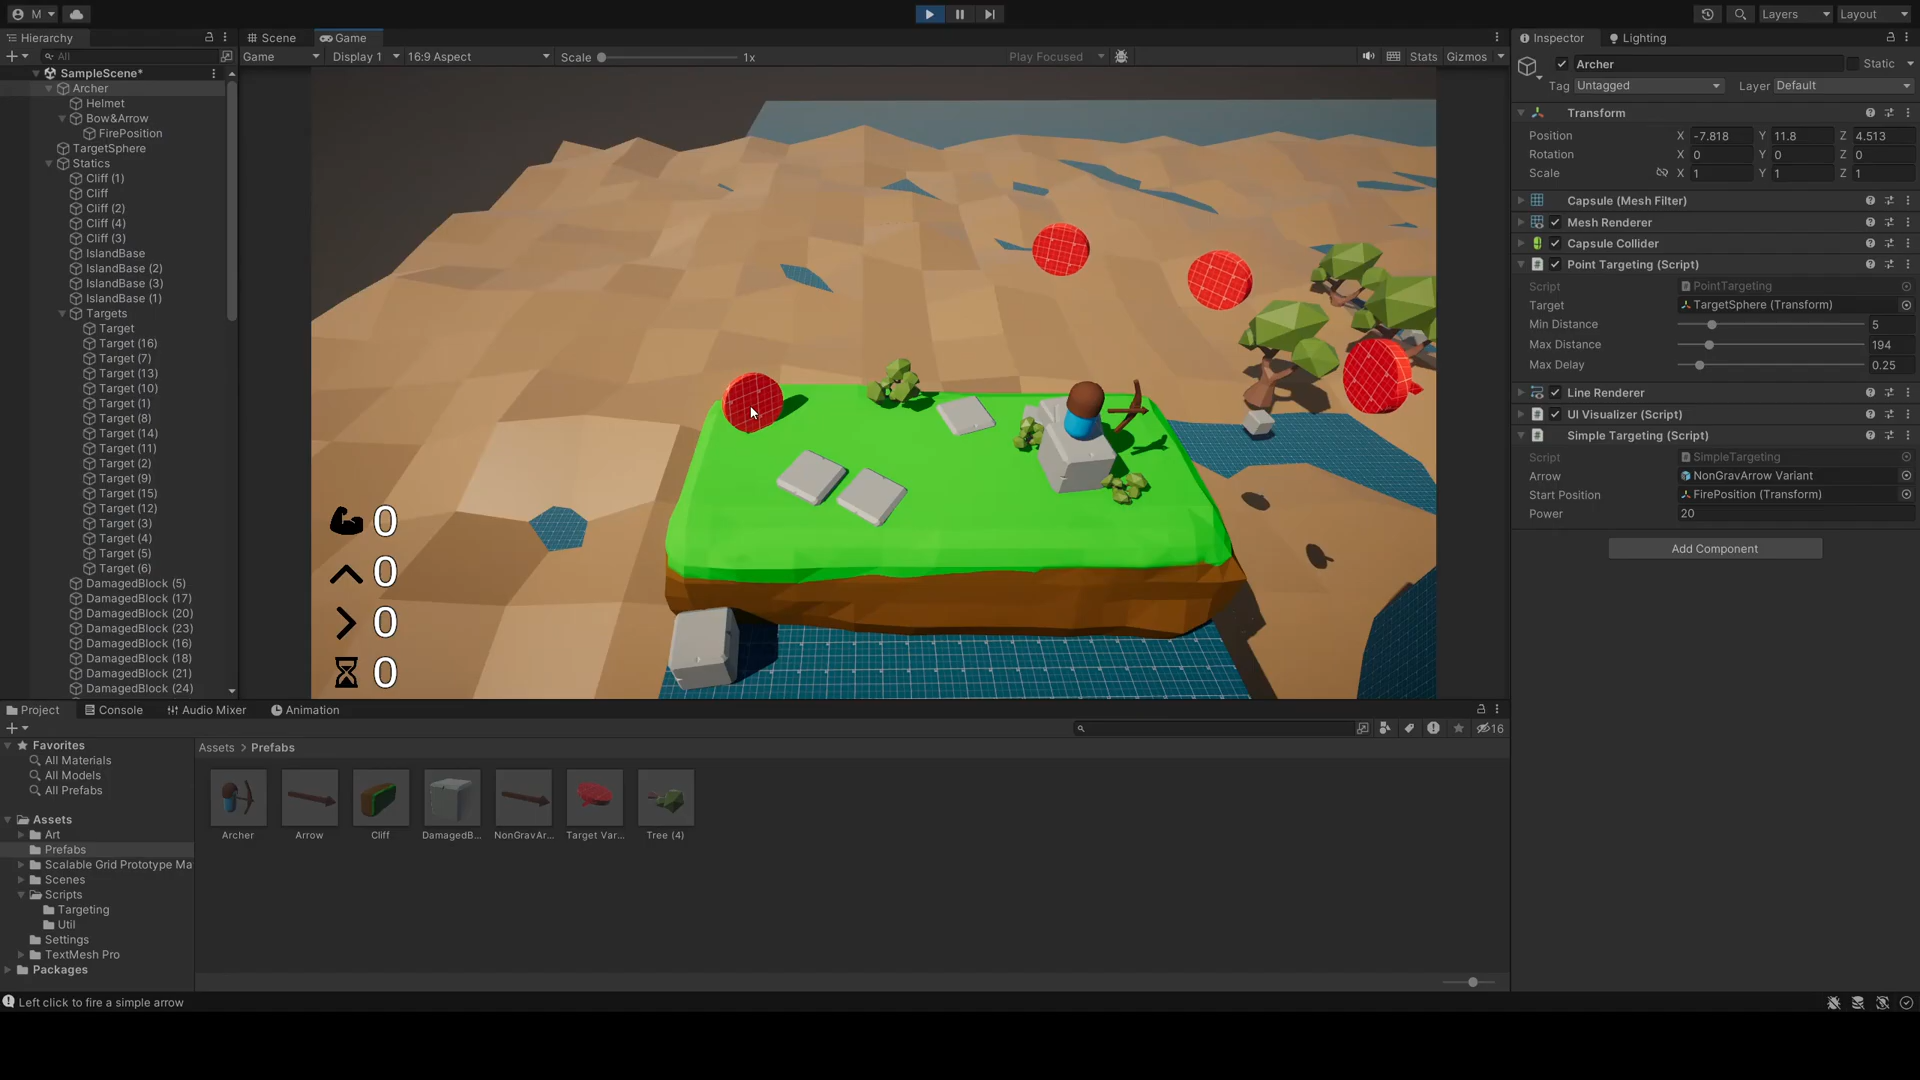 M
Layers
Layout
Hierarchy
All
SampleScene*
Archer
Helmet
Bow&Arrow
FirePosition
TargetSphere
Statics
Cliff (1)
Cliff
Cliff (2)
Cliff (4)
Cliff (3)
IslandBase
IslandBase (2)
IslandBase (3)
IslandBase (1)
Targets
Target
Target (16)
Target (7)
Target (13)
Target (10)
Target (1)
Target (8)
Target (14)
Target (11)
Target (2)
Target (9)
Target (15)
Target (12)
Target (3)
Target (4)
Target (5)
Target (6)
DamagedBlock (5)
DamagedBlock (17)
DamagedBlock (20)
DamagedBlock (23)
DamagedBlock (16)
DamagedBlock (18)
DamagedBlock (21)
DamagedBlock (24)
Scene
Game
Game
Display 1
16:9 Aspect
Scale
1x
Play Focused
Stats
Gizmos
0
0
0
0
Inspector
Lighting
Archer
Static
Tag
Untagged
Layer
Default
Transform
Position X -7.818 Y 11.8 Z 4.513
Rotation X 0 Y 0 Z 0
Scale X 1 Y 1 Z 1
Capsule (Mesh Filter)
Mesh Renderer
Capsule Collider
Point Targeting (Script)
Script PointTargeting
Target TargetSphere (Transform)
Min Distance 5
Max Distance 194
Max Delay 0.25
Line Renderer
UI Visualizer (Script)
Simple Targeting (Script)
Script SimpleTargeting
Arrow NonGravArrow Variant
Start Position FirePosition (Transform)
Power 20
Add Component
Project
Console
Audio Mixer
Animation
16
Favorites
All Materials
All Models
All Prefabs
Assets
Art
Prefabs
Scalable Grid Prototype Ma
Scenes
Scripts
Targeting
Util
Settings
TextMesh Pro
Packages
Assets > Prefabs
Archer
Arrow
Cliff
DamagedB...
NonGravAr...
Target Var...
Tree (4)
Left click to fire a simple arrow